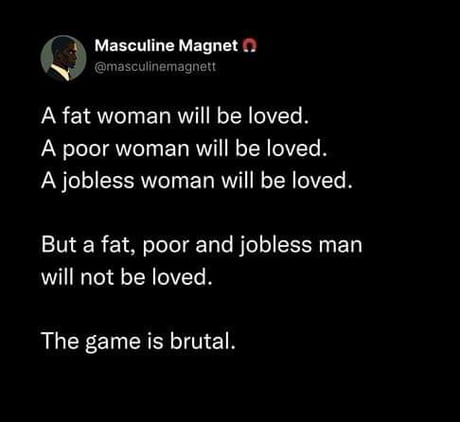 Masculine Magnet
@masculinemagnett
A fat woman will be loved.
A poor woman will be loved.
A jobless woman will be loved.
But a fat, poor and jobless man
will not be loved.
The game is brutal.